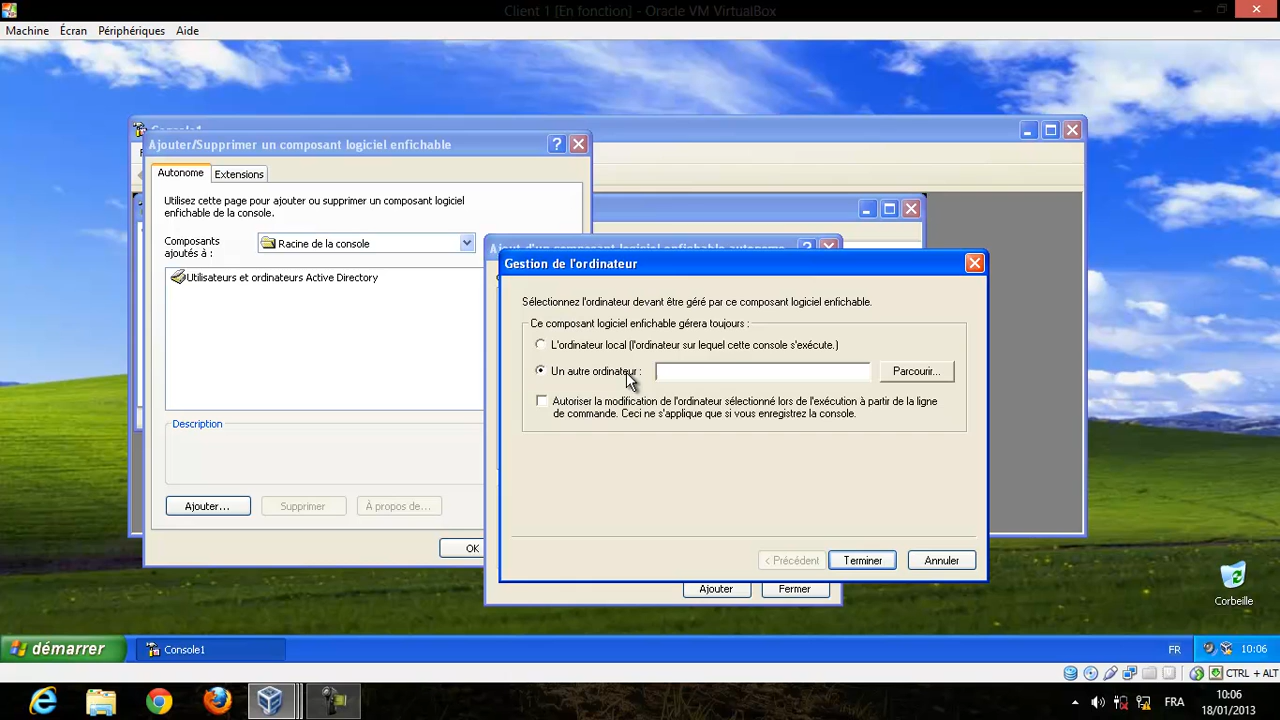 Client 1 [En fonction] - Oracle VM VirtualBox
Machine Écran Périphériques Aide
Ajouter/Supprimer un composant logiciel enfichable
Autonome Extensions
Utilisez cette page pour ajouter ou supprimer un composant logiciel
enfichable de la console.
Composants
ajoutés à :
Racine de la console
Utilisateurs et ordinateurs Active Directory
Description
Ajouter... Supprimer À propos de...
OK
Gestion de l'ordinateur
Sélectionnez l'ordinateur devant être géré par ce composant logiciel enfichable.
Ce composant logiciel enfichable gérera toujours :
L'ordinateur local (l'ordinateur sur lequel cette console s'exécute.)
Un autre ordinateur : Parcourir...
Autoriser la modification de l'ordinateur sélectionné lors de l'exécution à partir de la ligne
de commande. Ceci ne s'applique que si vous enregistrez la console.
< Précédent Terminer Annuler
Ajouter Fermer
Corbeille
démarrer Console1 FR 10:06
CTRL + ALT
FRA 10:06
18/01/2013